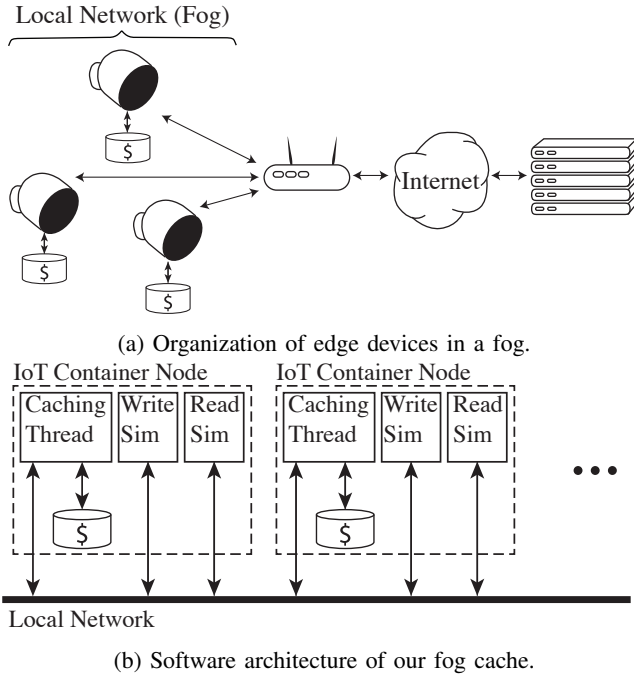 Local Network (Fog)
$
Internet
$
$
(a) Organization of edge devices in a fog.
IoT Container Node IoT Container Node
Caching Write Read Caching Write Read
Thread Sim Sim Thread Sim Sim
$ $
Local Network
(b) Software architecture of our fog cache.